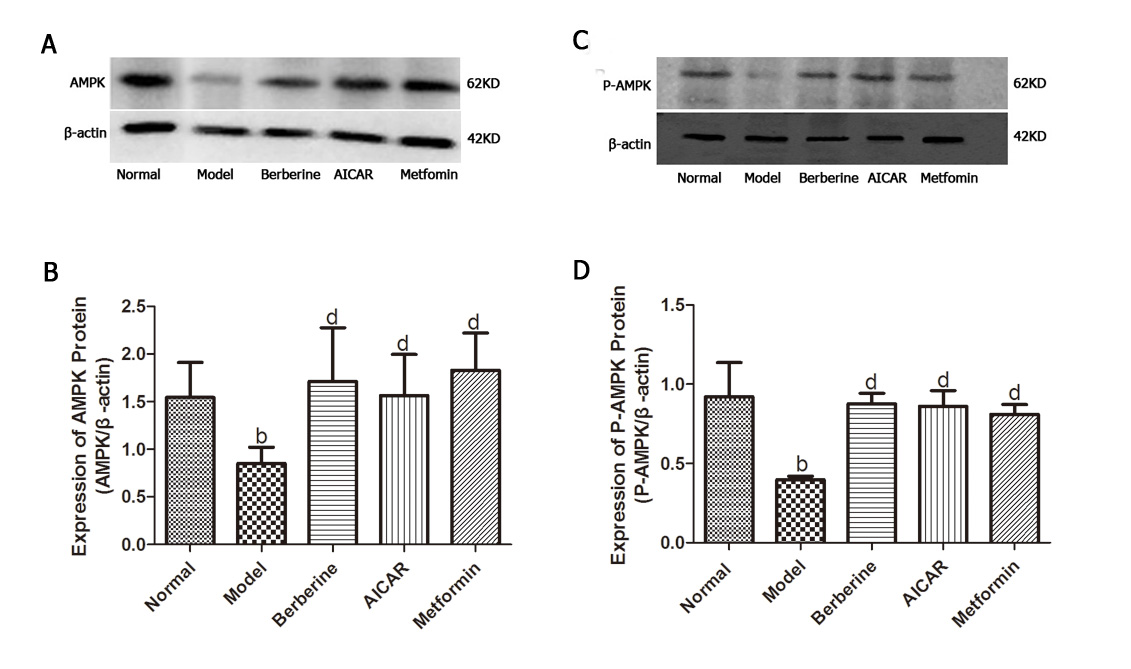 A
AMPK
62KD
β-actin
42KD
Normal Model Berberine AICAR Metfomin
C
P-AMPK
62KD
β-actin
42KD
Normal Model Berberine AICAR Metfomin
B
Expression of AMPK Protein
(AMPK/β -actin)
2.5
2.0
1.5
1.0
0.5
0.0
b
d
d
d
Normal
Model
Berberine
AICAR
Metformin
D
Expression of P-AMPK Protein
(P-AMPK/β -actin)
1.5
1.0
0.5
0.0
b
d
d
d
Normal
Model
Berberine
AICAR
Metformin